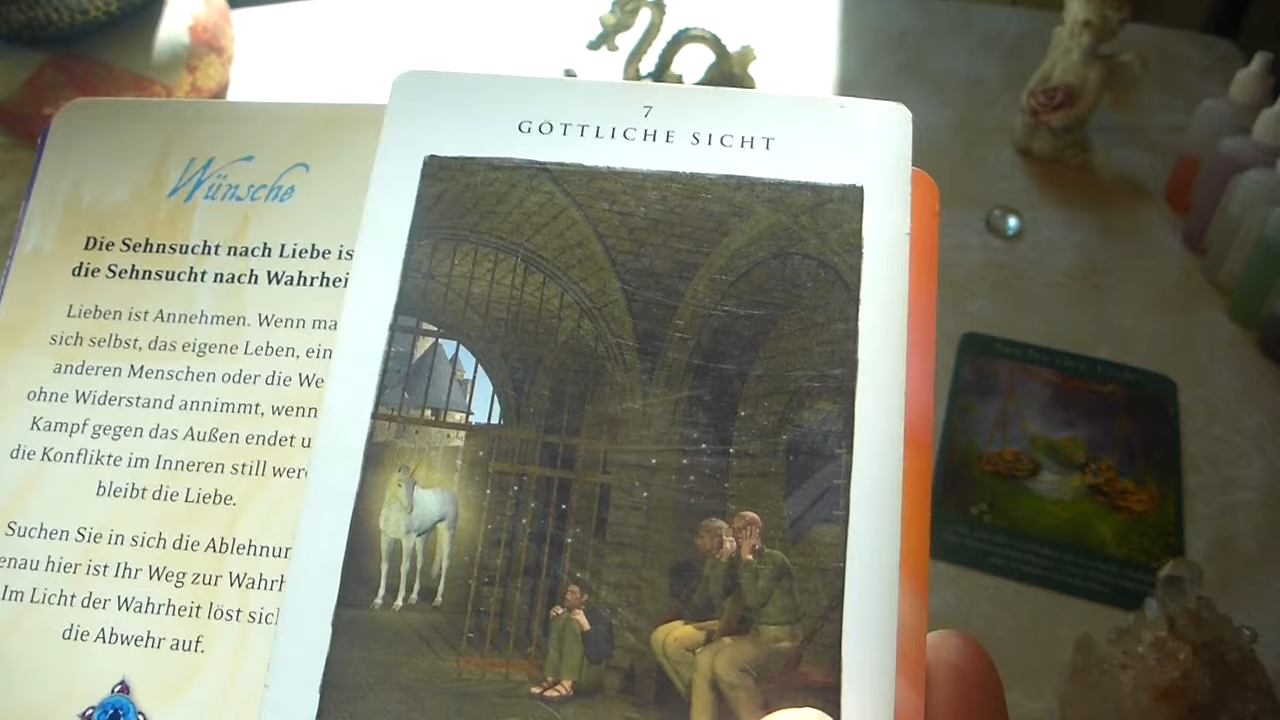 Wünsche
Die Sehnsucht nach Liebe is
die Sehnsucht nach Wahrhei
Lieben ist Annehmen. Wenn ma
sich selbst, das eigene Leben, ein
anderen Menschen oder die We
ohne Widerstand annimmt, wenn
Kampf gegen das Außen endet u
die Konflikte im Inneren still wer
bleibt die Liebe.
Suchen Sie in sich die Ablehnun
enau hier ist Ihr Weg zur Wahrh
Im Licht der Wahrheit löst sich
die Abwehr auf.
7
GÖTTLICHE SICHT